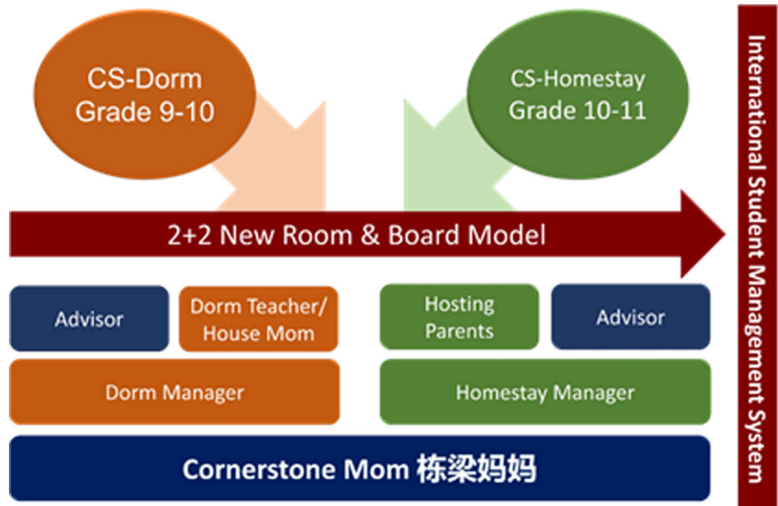 CS-Dorm
Grade 9-10
CS-Homestay
Grade 10-11
2+2 New Room & Board Model
Advisor
Dorm Teacher/
House Mom
Hosting
Parents
Advisor
Dorm Manager
Homestay Manager
Cornerstone Mom 栋梁妈妈
International Student Management System